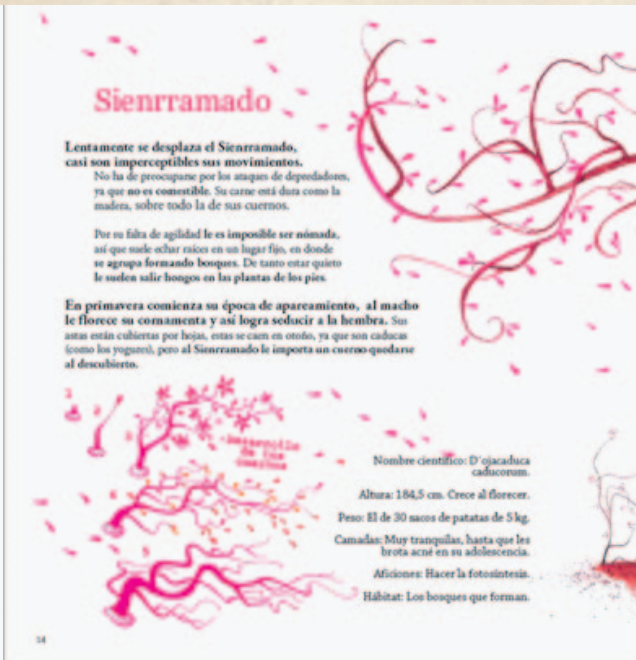 Sienrramado
Lentamente se desplaza el Sienrramado,
casi son imperceptibles sus movimientos.
No ha de preocuparse por los ataques de depredadores,
ya que no es comestible. Su carne está dura como la
madera, sobre todo la de sus cuernos.
Por su falta de agilidad le es imposible ser nómada,
así que suele echar raíces en un lugar fijo, en donde
se agrupa formando bosques. De tanto estar quieto
le suelen salir hongos en las plantas de los pies.
En primavera comienza su época de apareamiento, al macho
le florece su cornamenta y así logra seducir a la hembra. Sus
astas están cubiertas por hojas, estas se caen en otoño, ya que son caducas
(como los yogures), pero al Sienrramado le importa un cuerno quedarse
al descubierto.
Desarrollo
de los
cuernos
Nombre científico: D´ojacaduca
caducorum.
Altura: 184,5 cm. Crece al florecer.
Peso: El de 30 sacos de patatas de 5 kg.
Camadas: Muy tranquilas, hasta que les
brota acné en su adolescencia.
Aficiones: Hacer la fotosíntesis.
Hábitat: Los bosques que forman.
14